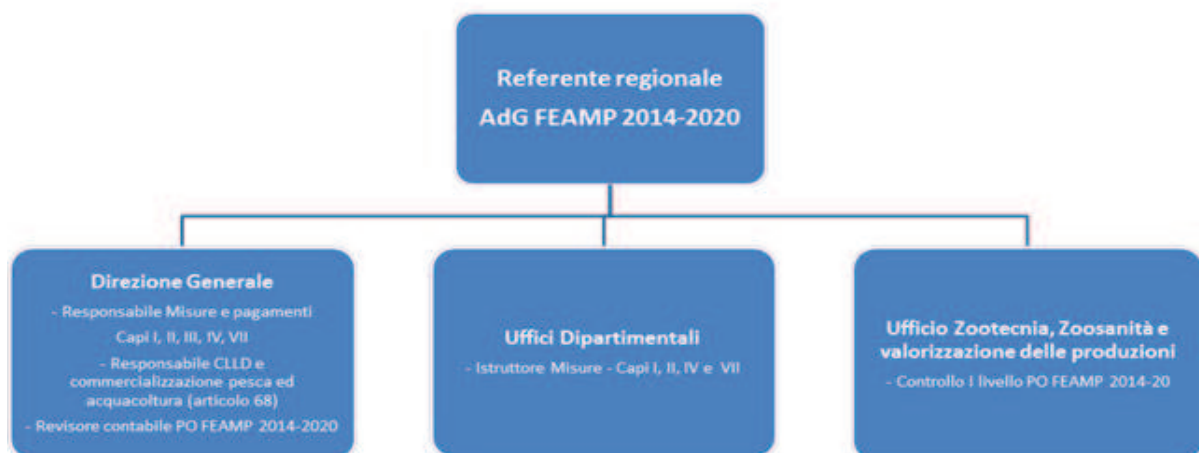 Referente regionale
AdG FEAMP 2014-2020
Direzione Generale
- Responsabile Misure e pagamenti
Capi I, II, III, IV, VII
- Responsabile CLLD e
commercializzazione pesca ed
acquacoltura (articolo 68)
- Revisore contabile PO FEAMP 2014-2020
Uffici Dipartimentali
- Istruttore Misure - Capi I, II, IV e VII
Ufficio Zootecnia, Zoosanità e
valorizzazione delle produzioni
- Controllo I livello PO FEAMP 2014-20